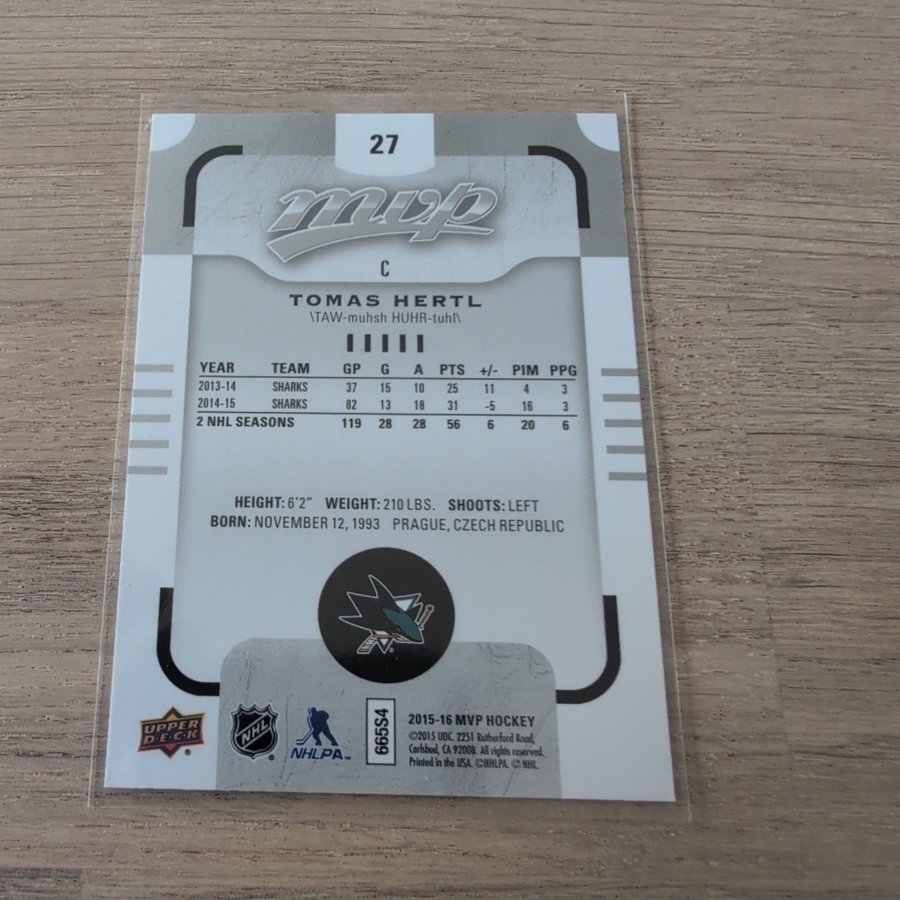 27
mvp
C
TOMAS HERTL
\TAW-muhsh HUHR-tuhl\
YEAR TEAM GP G A PTS +/- PIM PPG
2013-14 SHARKS 37 15 10 25 11 4 3
2014-15 SHARKS 82 13 18 31 -5 16 3
2 NHL SEASONS 119 28 28 56 6 20 6
HEIGHT: 6'2" WEIGHT: 210 LBS. SHOOTS: LEFT
BORN: NOVEMBER 12, 1993 PRAGUE, CZECH REPUBLIC
UPPER DECK ®
NHL
NHLPA™
665S4
2015-16 MVP HOCKEY
©2015 UDC. 2251 Rutherford Road,
Carlsbad, CA 92008. All rights reserved.
Printed in the USA. ©NHLPA. © NHL.